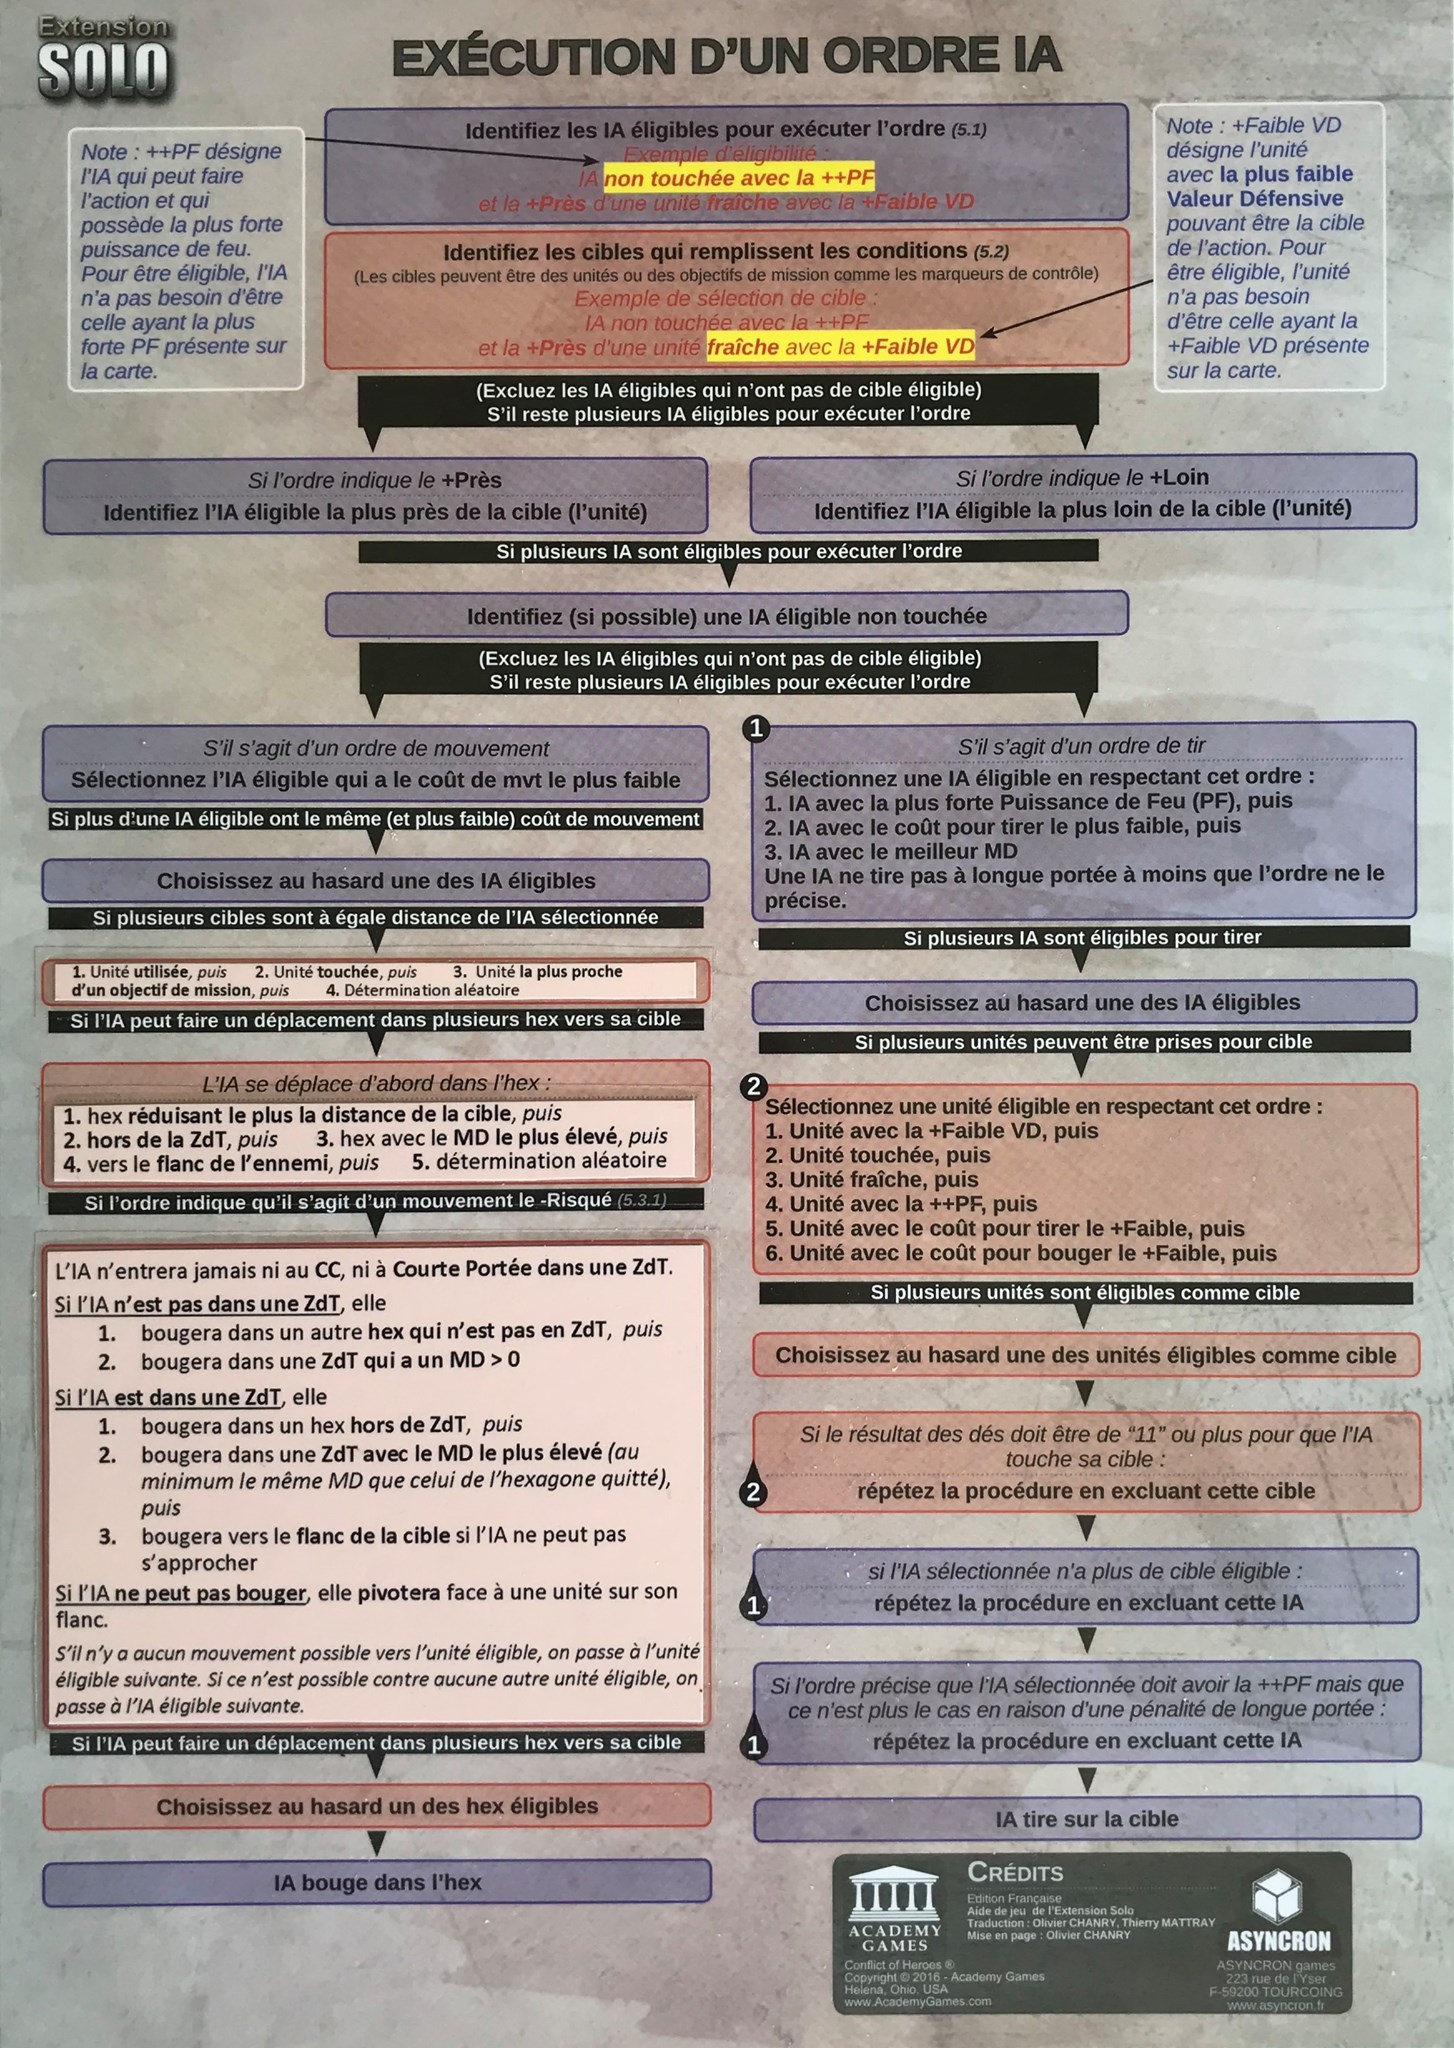 Extension
SOLO
EXÉCUTION D'UN ORDRE IA
Note : ++PF désigne
l'IA qui peut faire
l'action et qui
possède la plus forte
puissance de feu.
Pour être éligible, l'IA
n'a pas besoin d'être
celle ayant la plus
forte PF présente sur
la carte.
Identifiez les IA éligibles pour exécuter l'ordre (5.1)
Exemple d'éligibilité :
IA non touchée avec la ++PF
et la +Près d'une unité fraîche avec la +Faible VD
Note : +Faible VD
désigne l'unité
avec la plus faible
Valeur Défensive
pouvant être la cible
de l'action. Pour
être éligible, l'unité
n'a pas besoin
d'être celle ayant la
+Faible VD présente
sur la carte.
Identifiez les cibles qui remplissent les conditions (5.2)
(Les cibles peuvent être des unités ou des objectifs de mission comme les marqueurs de contrôle)
Exemple de sélection de cible :
IA non touchée avec la ++PF
et la +Près d'une unité fraîche avec la +Faible VD
(Excluez les IA éligibles qui n'ont pas de cible éligible)
S'il reste plusieurs IA éligibles pour exécuter l'ordre
Si l'ordre indique le +Près
Identifiez l'IA éligible la plus près de la cible (l'unité)
Si l'ordre indique le +Loin
Identifiez l'IA éligible la plus loin de la cible (l'unité)
Si plusieurs IA sont éligibles pour exécuter l'ordre
Identifiez (si possible) une IA éligible non touchée
(Excluez les IA éligibles qui n'ont pas de cible éligible)
S'il reste plusieurs IA éligibles pour exécuter l'ordre
S'il s'agit d'un ordre de mouvement
Sélectionnez l'IA éligible qui a le coût de mvt le plus faible
Si plus d'une IA éligible ont le même (et plus faible) coût de mouvement
Choisissez au hasard une des IA éligibles
Si plusieurs cibles sont à égale distance de l'IA sélectionnée
1. Unité utilisée, puis 2. Unité touchée, puis 3. Unité la plus proche
d'un objectif de mission, puis 4. Détermination aléatoire
Si l'IA peut faire un déplacement dans plusieurs hex vers sa cible
L'IA se déplace d'abord dans l'hex :
1. hex réduisant le plus la distance de la cible, puis
2. hors de la ZdT, puis 3. hex avec le MD le plus élevé, puis
4. vers le flanc de l'ennemi, puis 5. détermination aléatoire
Si l'ordre indique qu'il s'agit d'un mouvement le -Risqué (5.3.1)
L'IA n'entrera jamais ni au CC, ni à Courte Portée dans une ZdT.
Si l'IA n'est pas dans une ZdT, elle
1. bougera dans un autre hex qui n'est pas en ZdT, puis
2. bougera dans une ZdT qui a un MD > 0
Si l'IA est dans une ZdT, elle
1. bougera dans un hex hors de ZdT, puis
2. bougera dans une ZdT avec le MD le plus élevé (au
minimum le même MD que celui de l'hexagone quitté),
puis
3. bougera vers le flanc de la cible si l'IA ne peut pas
s'approcher
Si l'IA ne peut pas bouger, elle pivotera face à une unité sur son
flanc.
S'il n'y a aucun mouvement possible vers l'unité éligible, on passe à l'unité
éligible suivante. Si ce n'est possible contre aucune autre unité éligible, on
passe à l'IA éligible suivante.
Si l'IA peut faire un déplacement dans plusieurs hex vers sa cible
Choisissez au hasard un des hex éligibles
IA bouge dans l'hex
1
S'il s'agit d'un ordre de tir
Sélectionnez une IA éligible en respectant cet ordre :
1. IA avec la plus forte Puissance de Feu (PF), puis
2. IA avec le coût pour tirer le plus faible, puis
3. IA avec le meilleur MD
Une IA ne tire pas à longue portée à moins que l'ordre ne le
précise.
Si plusieurs IA sont éligibles pour tirer
Choisissez au hasard une des IA éligibles
Si plusieurs unités peuvent être prises pour cible
2
Sélectionnez une unité éligible en respectant cet ordre :
1. Unité avec la +Faible VD, puis
2. Unité touchée, puis
3. Unité fraîche, puis
4. Unité avec la ++PF, puis
5. Unité avec le coût pour tirer le +Faible, puis
6. Unité avec le coût pour bouger le +Faible, puis
Si plusieurs unités sont éligibles comme cible
Choisissez au hasard une des unités éligibles comme cible
Si le résultat des dés doit être de "11" ou plus pour que l'IA
touche sa cible :
2
répétez la procédure en excluant cette cible
si l'IA sélectionnée n'a plus de cible éligible :
1
répétez la procédure en excluant cette IA
Si l'ordre précise que l'IA sélectionnée doit avoir la ++PF mais que
ce n'est plus le cas en raison d'une pénalité de longue portée :
1
répétez la procédure en excluant cette IA
IA tire sur la cible
ACADEMY
GAMES
Conflict of Heroes ®
Copyright © 2016 - Academy Games
Helena, Ohio, USA
www.AcademyGames.com
CRÉDITS
Edition Française
Aide de jeu de l'Extension Solo
Traduction : Olivier CHANRY, Thierry MATTRAY
Mise en page : Olivier CHANRY
ASYNCRON
ASYNCRON games
223 rue de l'Yser
F-59200 TOURCOING
www.asyncron.fr